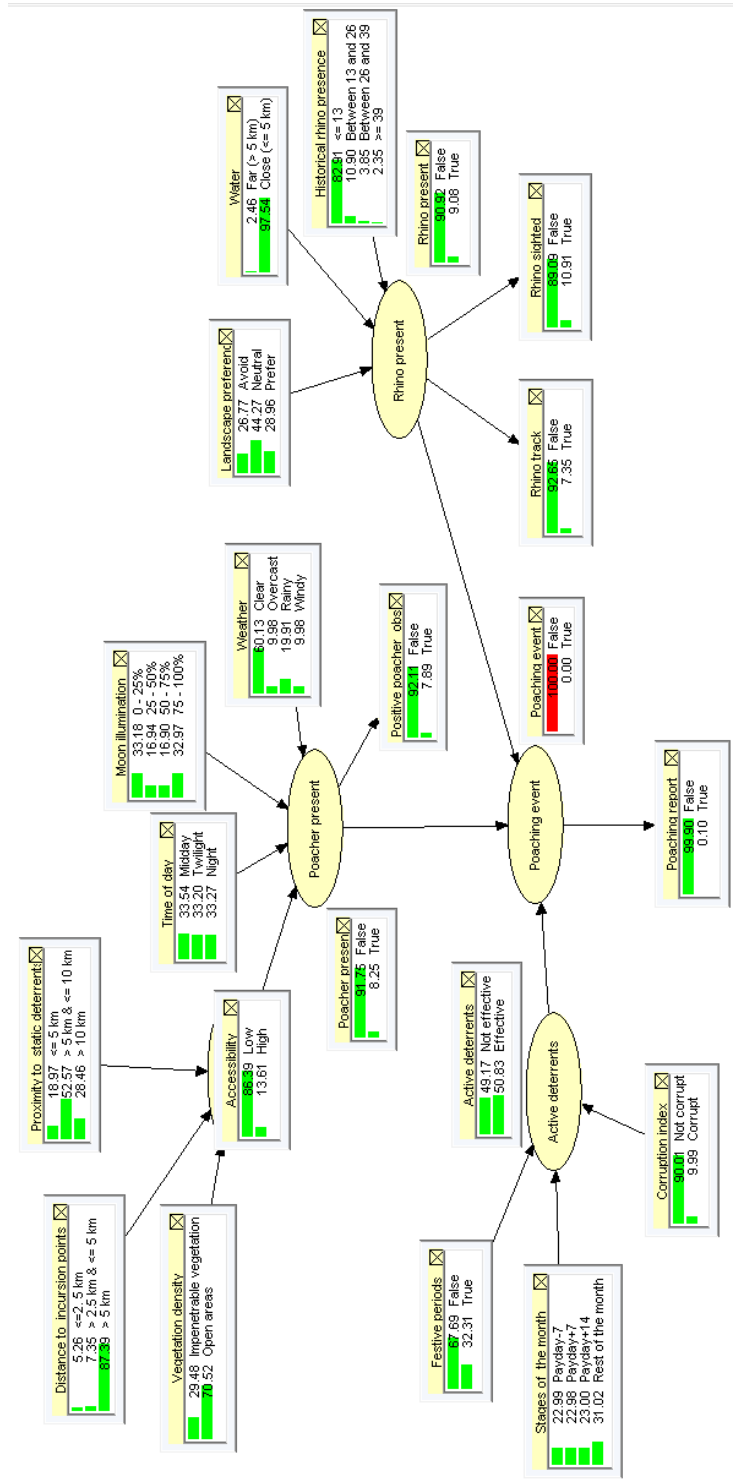 Distance to incursion points
5.26 <=2. 5 km
7.35 > 2.5 km & <= 5 km
87.39 > 5 km
Proximity to static deterrents
18.97 <= 5 km
52.57 > 5 km & <= 10 km
28.46 > 10 km
Vegetation density
29.48 Impenetrable vegetation
70.52 Open areas
Accessibility
86.39 Low
13.61 High
Time of day
33.54 Midday
33.20 Twilight
33.27 Night
Moon illumination
33.18 0 - 25%
16.94 25 - 50%
16.90 50 - 75%
32.97 75 - 100%
Weather
60.13 Clear
9.98 Overcast
19.91 Rainy
9.98 Windy
Poacher present
Poacher present
91.75 False
8.25 True
Positive poacher obs
92.11 False
7.89 True
Landscape preferenc
26.77 Avoid
44.27 Neutral
28.96 Prefer
Water
2.46 Far (> 5 km)
97.54 Close (<= 5 km)
Historical rhino presence
82.91 <= 13
10.90 Between 13 and 26
3.85 Between 26 and 39
2.35 >= 39
Rhino present
Rhino present
90.92 False
9.08 True
Rhino track
92.65 False
7.35 True
Rhino sighted
89.09 False
10.91 True
Festive periods
67.69 False
32.31 True
Stages of the month
22.99 Payday-7
22.98 Payday+7
23.00 Payday+14
31.02 Rest of the month
Active deterrents
49.17 Not effective
50.83 Effective
Active deterrents
Corruption index
90.01 Not corrupt
9.99 Corrupt
Poaching event
Poaching event
100.00 False
0.00 True
Poaching report
99.90 False
0.10 True